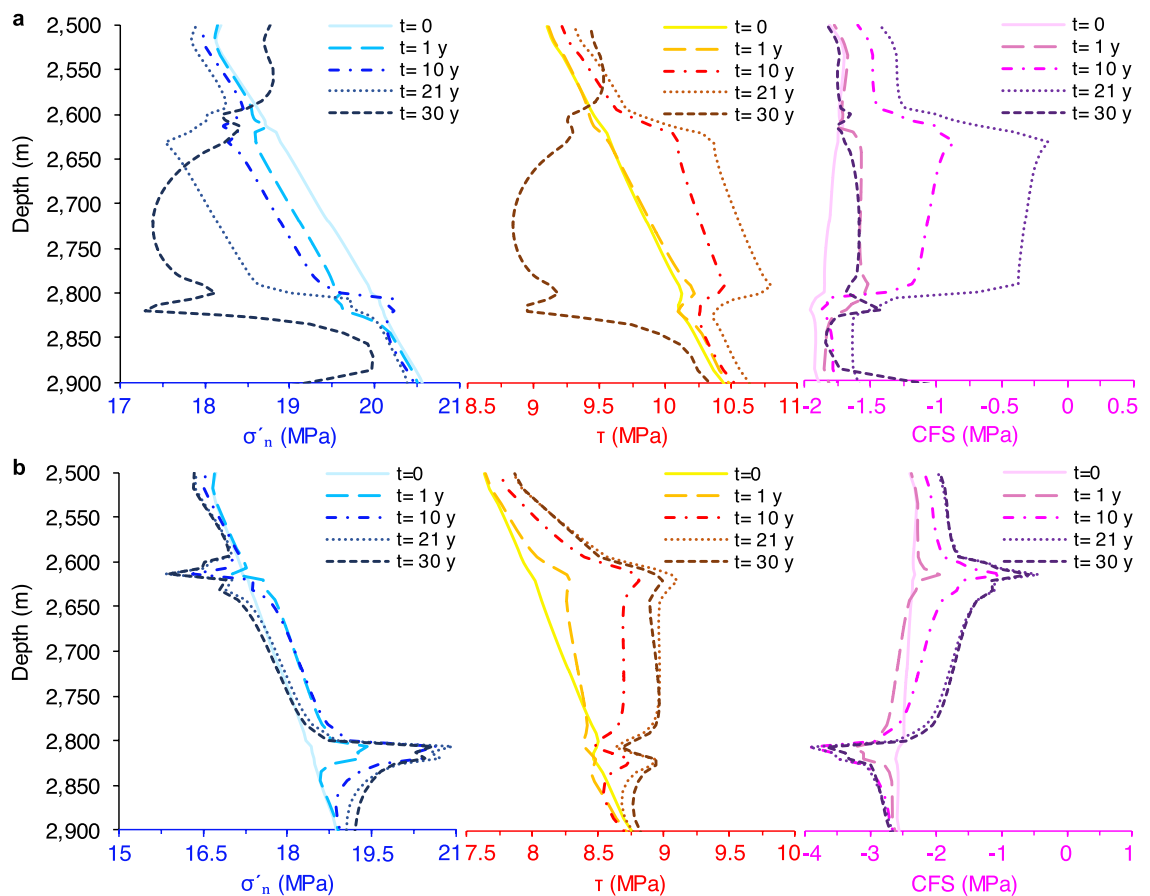 a
2,500
2,550
2,600
2,650
2,700
2,750
2,800
2,850
2,900
Depth (m)
t= 0
t= 1 y
t= 10 y
t= 21 y
t= 30 y
17 18 19 20 21
σ′n (MPa)
t= 0
t= 1 y
t= 10 y
t= 21 y
t= 30 y
8.5 9 9.5 10 10.5 11
τ (MPa)
t= 0
t= 1 y
t= 10 y
t= 21 y
t= 30 y
-2 -1.5 -1 -0.5 0 0.5
CFS (MPa)
b
2,500
2,550
2,600
2,650
2,700
2,750
2,800
2,850
2,900
Depth (m)
t=0
t= 1 y
t= 10 y
t= 21 y
t= 30 y
15 16.5 18 19.5 21
σ′n (MPa)
t=0
t= 1 y
t= 10 y
t= 21 y
t= 30 y
7.5 8 8.5 9 9.5 10
τ (MPa)
t=0
t= 1 y
t= 10 y
t= 21 y
t= 30 y
-4 -3 -2 -1 0 1
CFS (MPa)